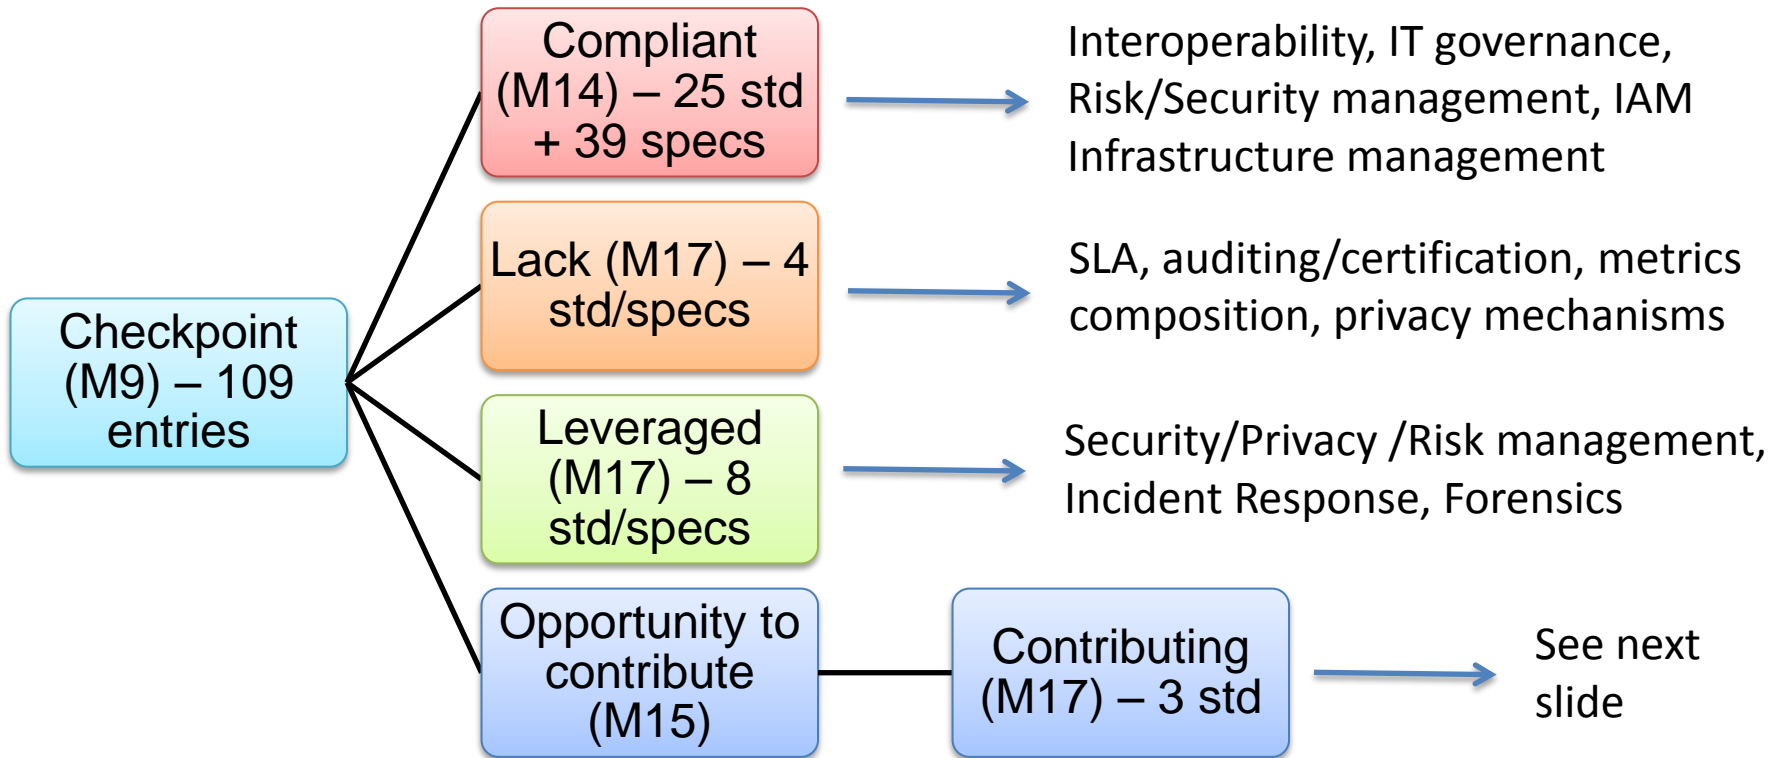 Checkpoint
(M9) – 109
entries
Compliant
(M14) – 25 std
+ 39 specs
Interoperability, IT governance,
Risk/Security management, IAM
Infrastructure management
Lack (M17) – 4
std/specs
SLA, auditing/certification, metrics
composition, privacy mechanisms
Leveraged
(M17) – 8
std/specs
Security/Privacy /Risk management,
Incident Response, Forensics
Opportunity to
contribute
(M15)
Contributing
(M17) – 3 std
See next
slide